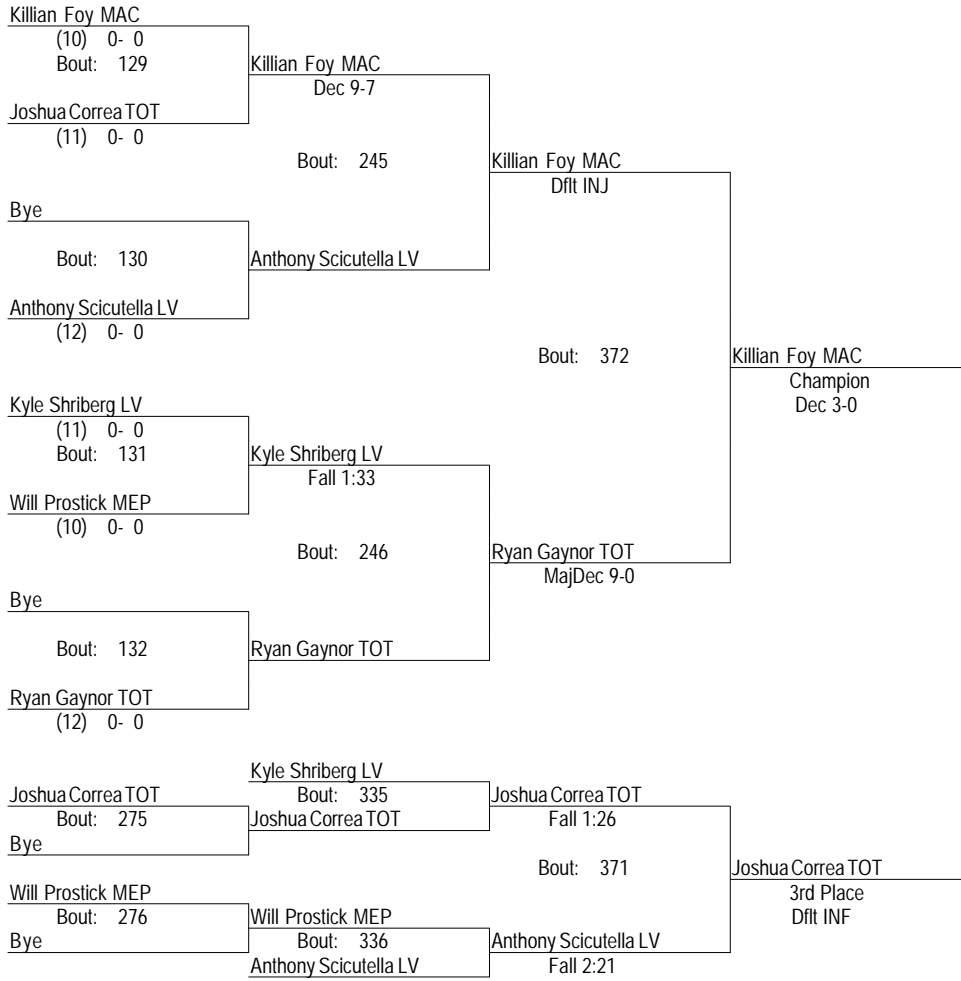 Killian Foy MAC
(10) 0- 0
Bout: 129
Killian Foy MAC
Dec 9-7
Joshua Correa TOT
(11) 0- 0
Bout: 245
Killian Foy MAC
Dflt INJ
Bye
Bout: 130
Anthony Scicutella LV
Anthony Scicutella LV
(12) 0- 0
Bout: 372
Killian Foy MAC
Champion
Dec 3-0
Kyle Shriberg LV
(11) 0- 0
Bout: 131
Kyle Shriberg LV
Fall 1:33
Will Prostick MEP
(10) 0- 0
Bout: 246
Ryan Gaynor TOT
MajDec 9-0
Bye
Bout: 132
Ryan Gaynor TOT
Ryan Gaynor TOT
(12) 0- 0
Kyle Shriberg LV
Joshua Correa TOT
Bout: 335
Joshua Correa TOT
Bout: 275
Joshua Correa TOT
Fall 1:26
Bye
Bout: 371
Joshua Correa TOT
3rd Place
Dflt INF
Will Prostick MEP
Bout: 276
Will Prostick MEP
Bye
Bout: 336
Anthony Scicutella LV
Anthony Scicutella LV
Fall 2:21